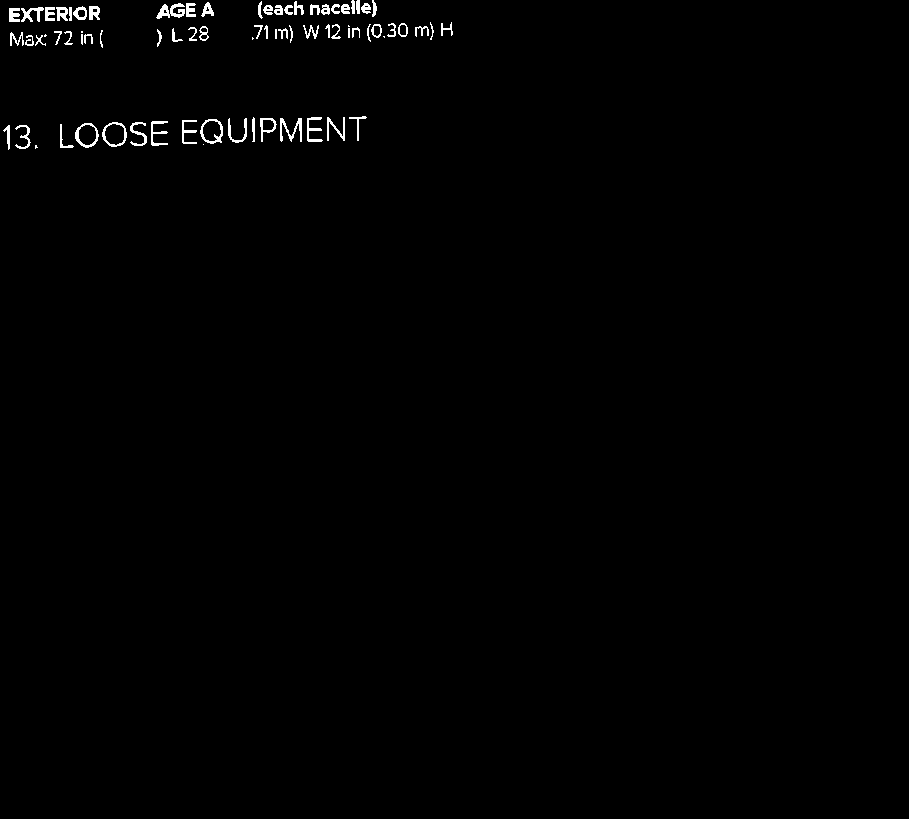 EXTERIOR AGE A (each nacelle)
Max: 72 in ( ) L 28 .71 m) W 12 in (0.30 m) H
13. LOOSE EQUIPMENT